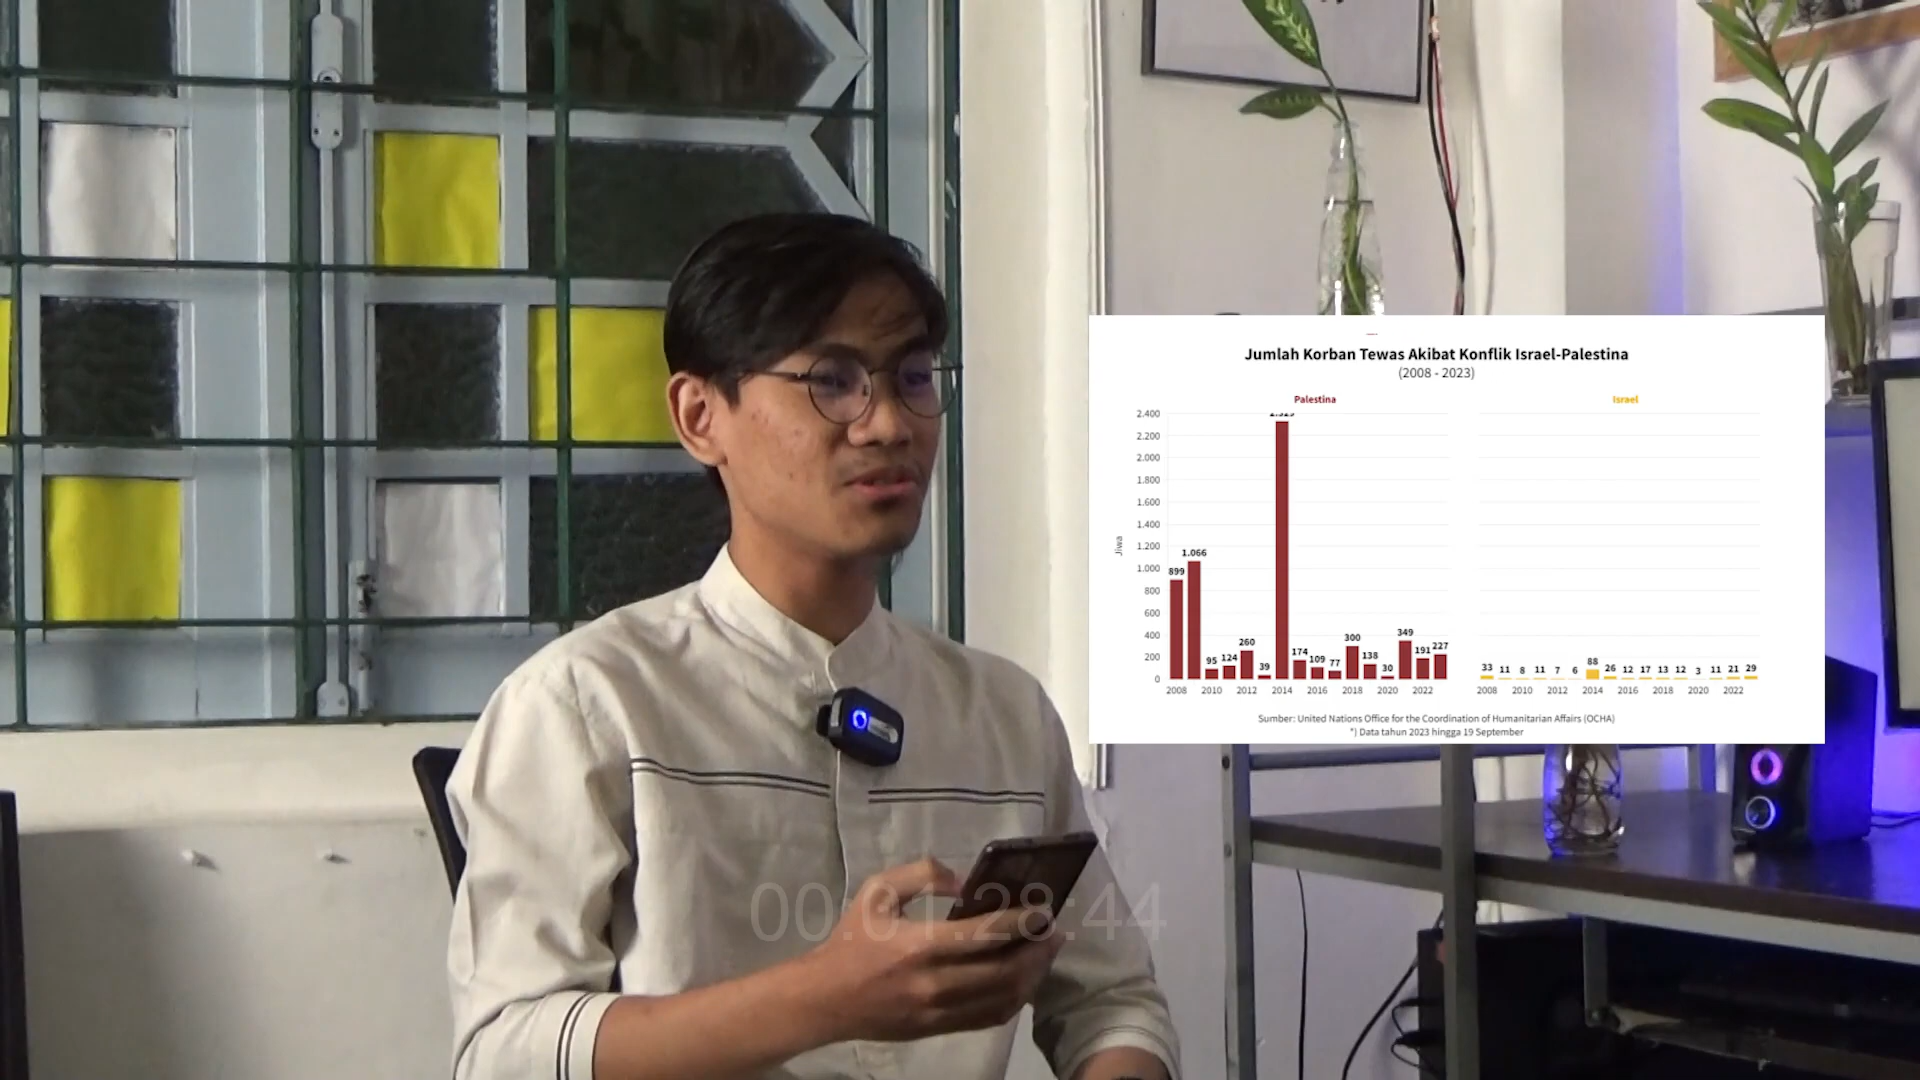 Jumlah Korban Tewas Akibat Konflik Israel-Palestina
(2008 - 2023)
Palestina
Israel
Jiwa
2.400
2.200
2.000
1.800
1.600
1.400
1.200
1.000
800
600
400
200
0
899 1.066 95 124 260 39 174 109 77 300 138 30 349 191 227
33 11 8 11 7 6 88 26 12 17 13 12 3 11 21 29
2008 2010 2012 2014 2016 2018 2020 2022
2008 2010 2012 2014 2016 2018 2020 2022
Sumber: United Nations Office for the Coordination of Humanitarian Affairs (OCHA)
*) Data tahun 2023 hingga 19 September
00:01:28:44